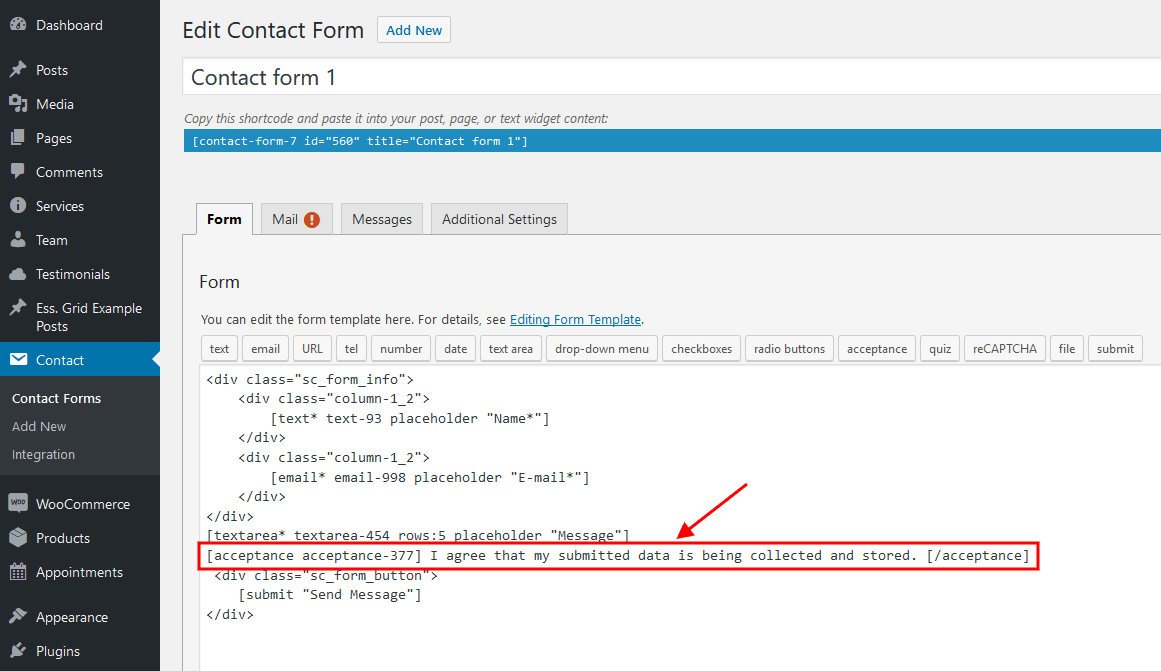 Dashboard
Posts
Media
Pages
Comments
Services
Team
Testimonials
Ess. Grid Example
Posts
Contact
Contact Forms
Add New
Integration
WOO WooCommerce
Products
Appointments
Appearance
Plugins
Edit Contact Form Add New
Contact form 1
Copy this shortcode and paste it into your post, page, or text widget content:
[contact-form-7 id="560" title="Contact form 1"]
Form Mail ! Messages Additional Settings
Form
You can edit the form template here. For details, see Editing Form Template.
text email URL tel number date text area drop-down menu checkboxes radio buttons acceptance quiz reCAPTCHA file submit
<div class="sc_form_info">
    <div class="column-1_2">
        [text* text-93 placeholder "Name*"]
    </div>
    <div class="column-1_2">
        [email* email-998 placeholder "E-mail*"]
    </div>
</div>
[textarea* textarea-454 rows:5 placeholder "Message"]
[acceptance acceptance-377] I agree that my submitted data is being collected and stored. [/acceptance]
 <div class="sc_form_button">
    [submit "Send Message"]
</div>